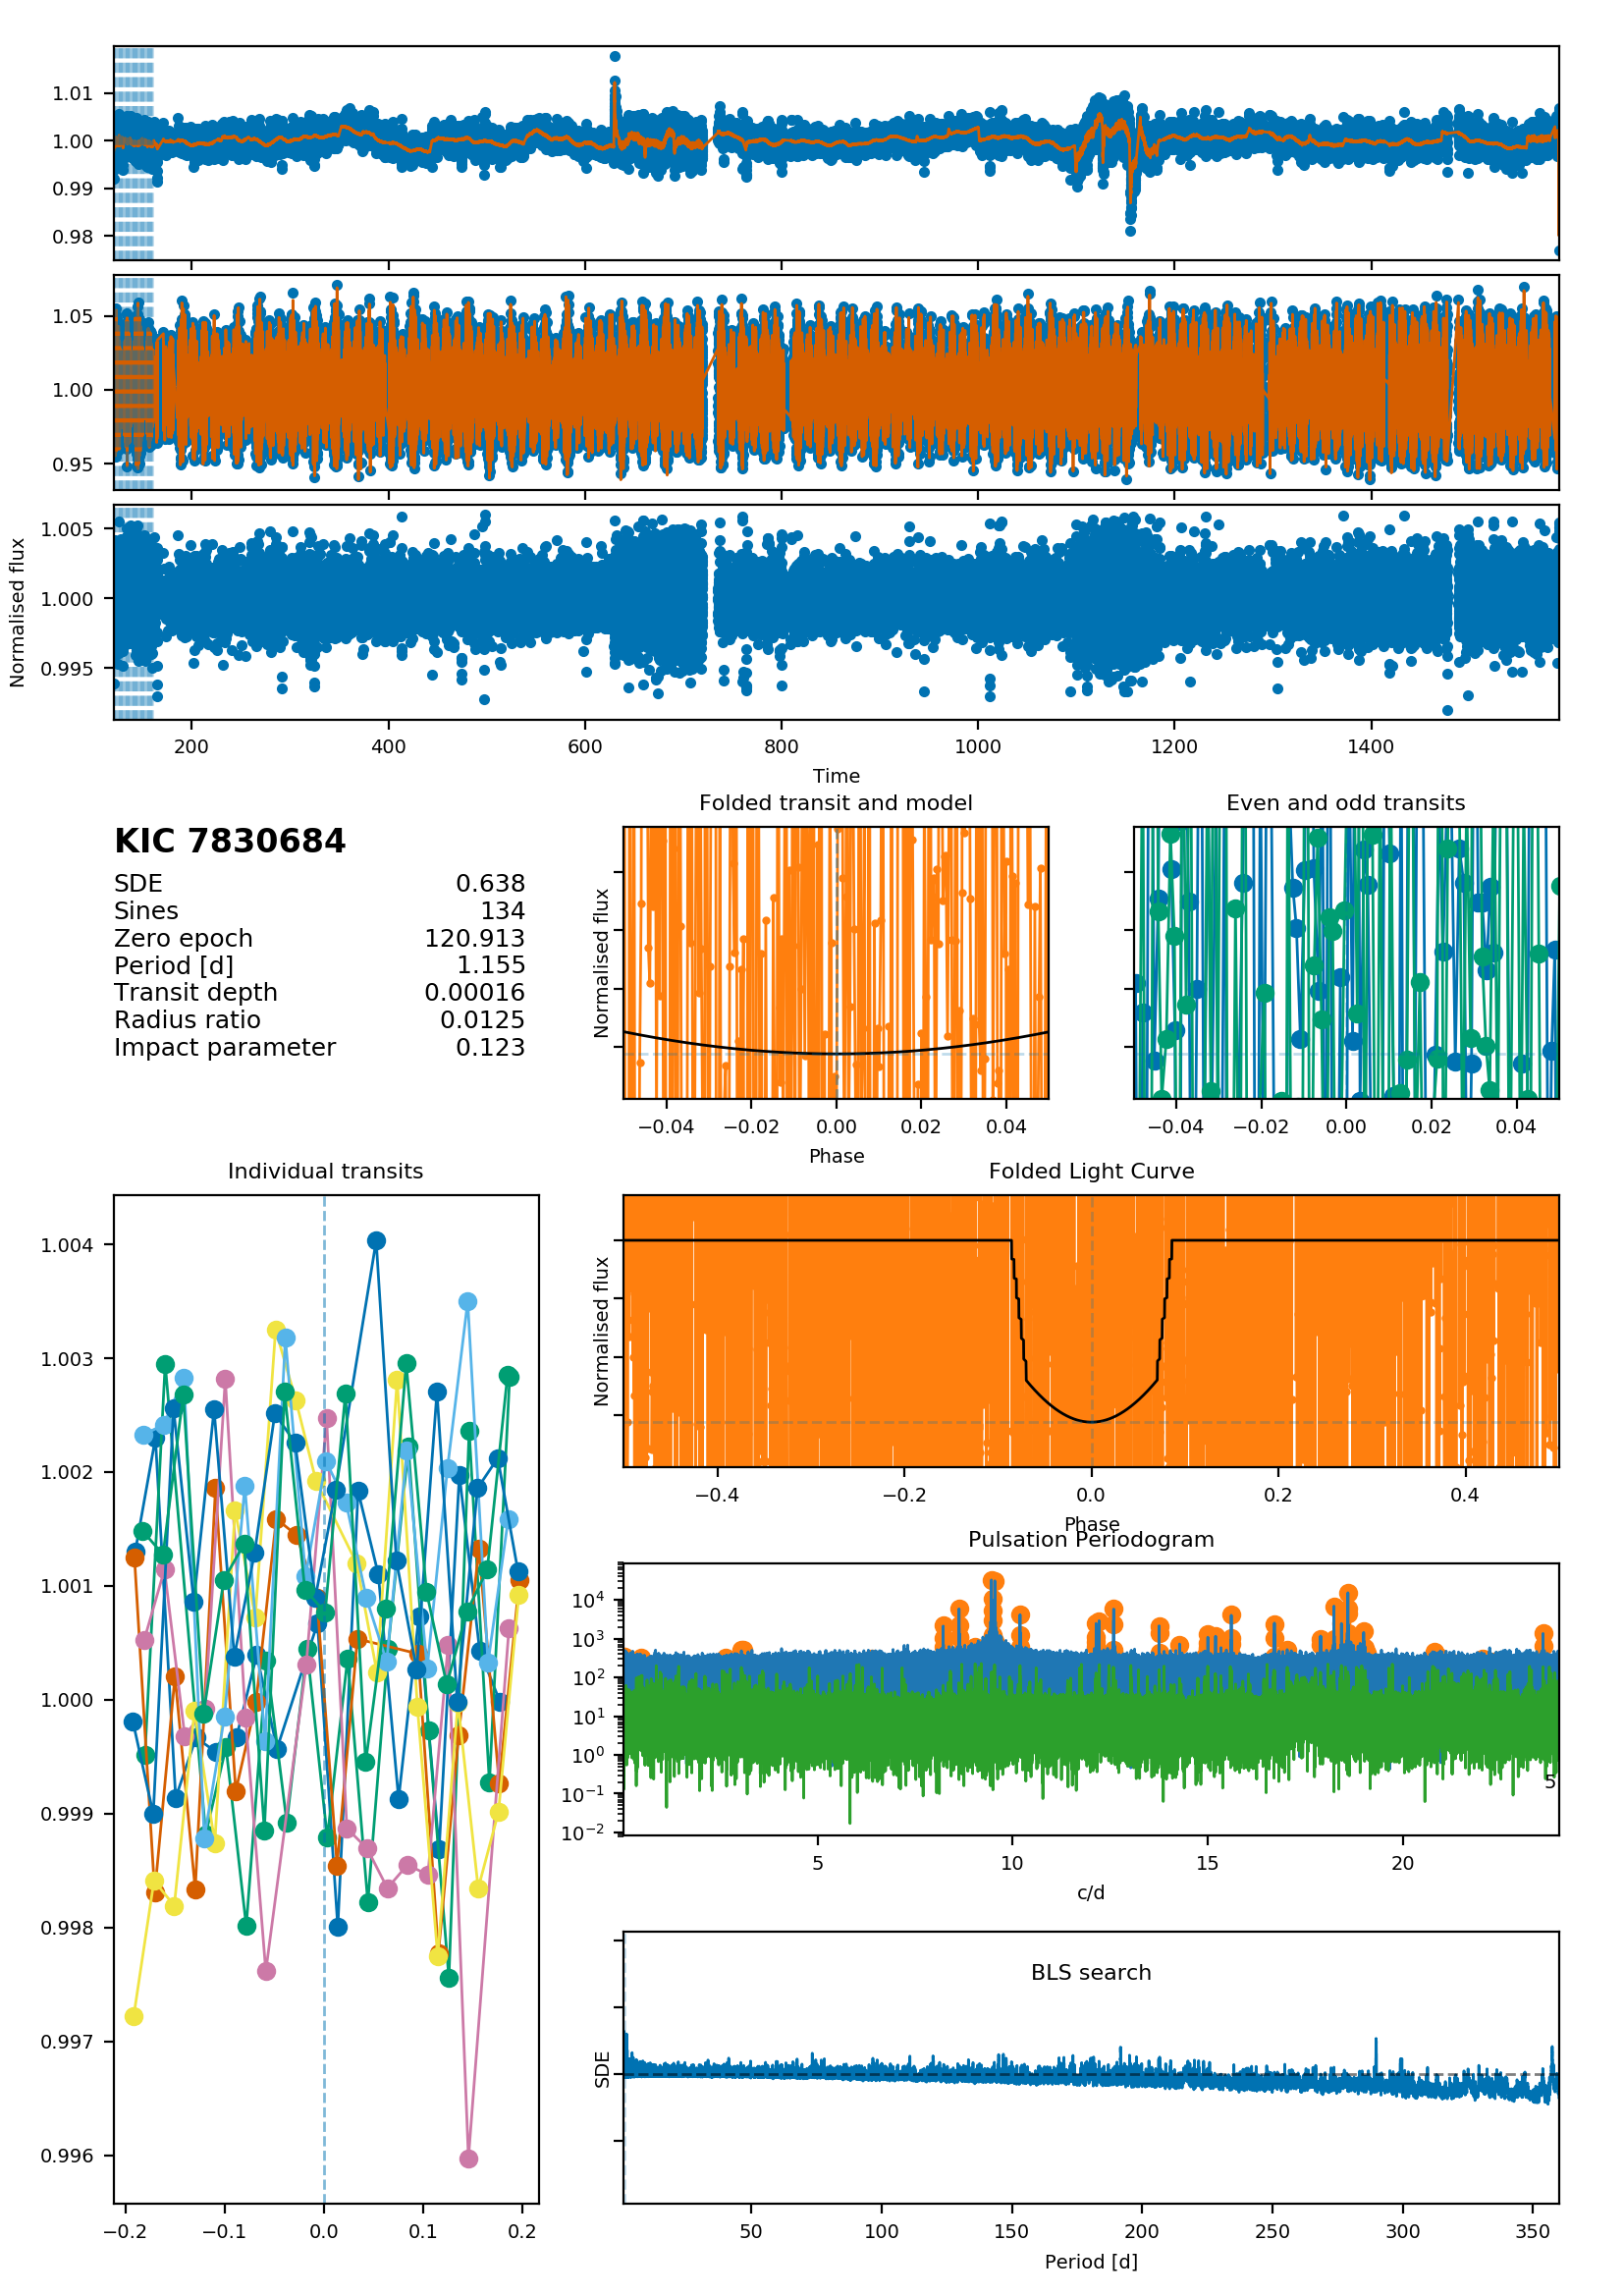 1.01
1.00
0.99
0.98
1.05
1.00
0.95
1.005
1.000
0.995
Normalised flux
200 400 600 800 1000 1200 1400
Time
KIC 7830684
SDE 0.638
Sines 134
Zero epoch 120.913
Period [d] 1.155
Transit depth 0.00016
Radius ratio 0.0125
Impact parameter 0.123
Folded transit and model
Normalised flux
−0.04 −0.02 0.00 0.02 0.04
Phase
Even and odd transits
−0.04 −0.02 0.00 0.02 0.04
Individual transits
1.004
1.003
1.002
1.001
1.000
0.999
0.998
0.997
0.996
−0.2 −0.1 0.0 0.1 0.2
Folded Light Curve
Normalised flux
−0.4 −0.2 0.0 0.2 0.4
Phase
Pulsation Periodogram
10⁴
10³
10²
10¹
10⁰
10⁻¹
10⁻²
5
5 10 15 20
c/d
BLS search
SDE
50 100 150 200 250 300 350
Period [d]